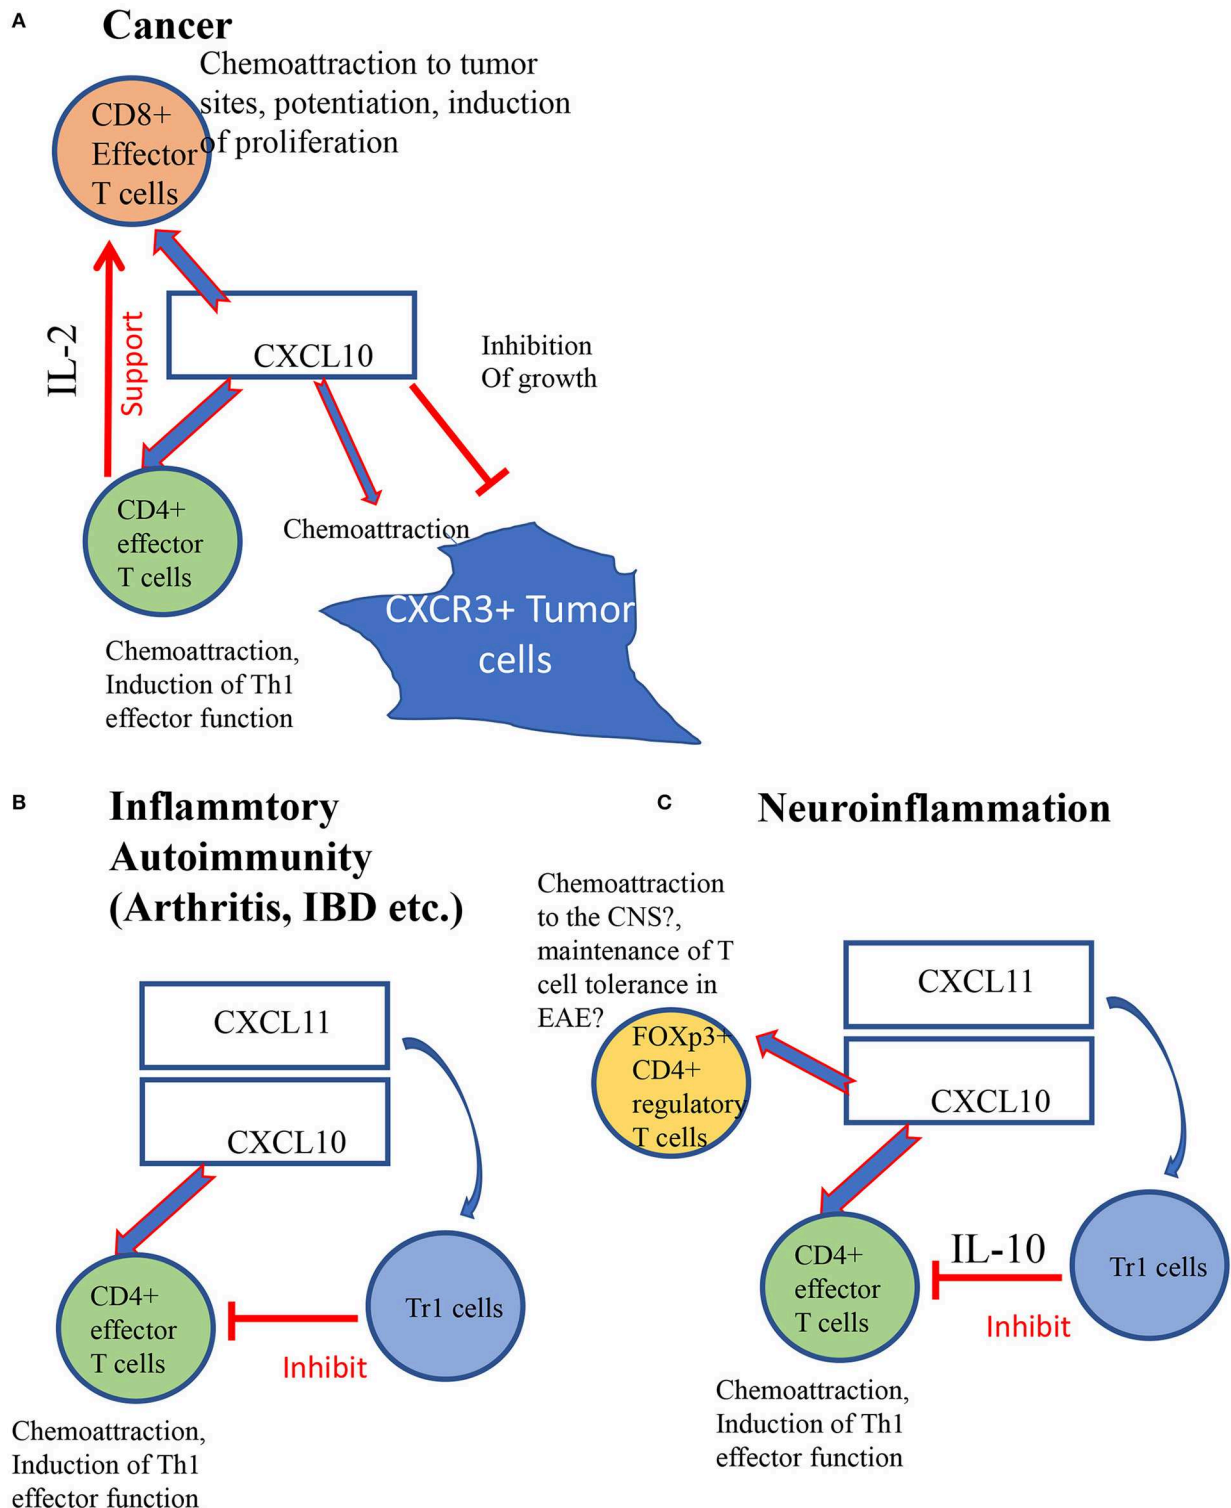 A
Cancer
Chemoattraction to tumor
sites, potentiation, induction
of proliferation
CD8+
Effector
T cells
IL-2
Support
CXCL10
Inhibition
Of growth
CD4+
effector
T cells
Chemoattraction
CXCR3+ Tumor
cells
Chemoattraction,
Induction of Th1
effector function
B
Inflammtory
Autoimmunity
(Arthritis, IBD etc.)
CXCL11
CXCL10
CD4+
effector
T cells
Tr1 cells
Inhibit
Chemoattraction,
Induction of Th1
effector function
C
Neuroinflammation
Chemoattraction
to the CNS?,
maintenance of T
cell tolerance in
EAE?
FOXp3+
CD4+
regulatory
T cells
CXCL11
CXCL10
CD4+
effector
T cells
IL-10
Inhibit
Tr1 cells
Chemoattraction,
Induction of Th1
effector function